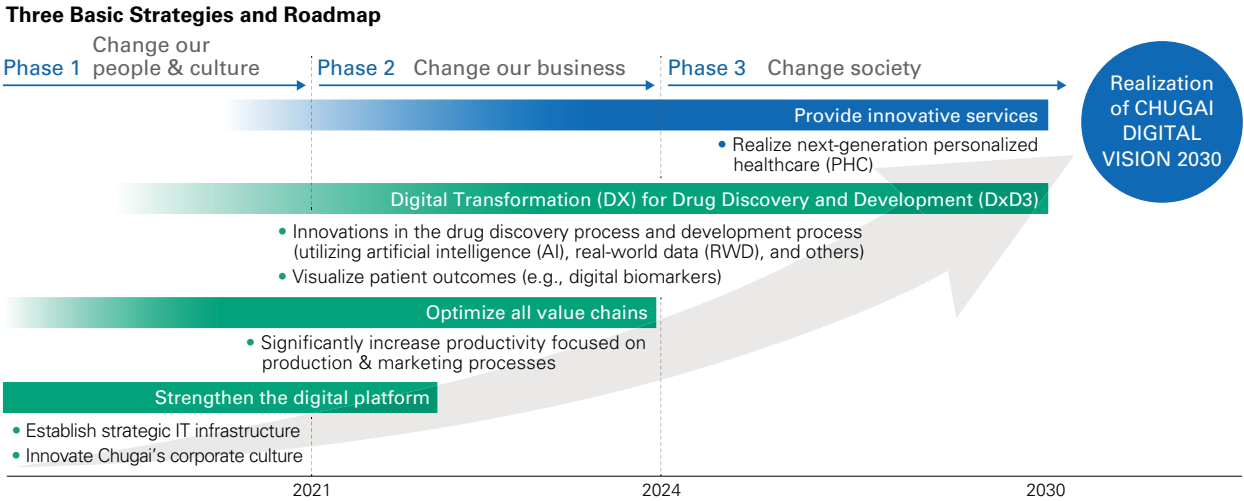 Three Basic Strategies and Roadmap
Phase 1 Change our
people & culture
Phase 2 Change our business
Phase 3 Change society
Realization
of CHUGAI
DIGITAL
VISION 2030
Provide innovative services
• Realize next-generation personalized
healthcare (PHC)
Digital Transformation (DX) for Drug Discovery and Development (DxD3)
• Innovations in the drug discovery process and development process
(utilizing artificial intelligence (AI), real-world data (RWD), and others)
• Visualize patient outcomes (e.g., digital biomarkers)
Optimize all value chains
• Significantly increase productivity focused on
production & marketing processes
Strengthen the digital platform
• Establish strategic IT infrastructure
• Innovate Chugai's corporate culture
2021 2024 2030